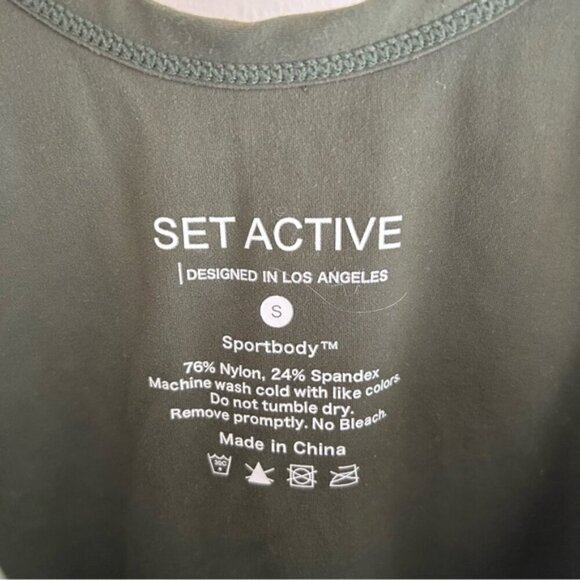 SET ACTIVE
DESIGNED IN LOS ANGELES
S
Sportbody™
76% Nylon, 24% Spandex
Machine wash cold with like colors.
Do not tumble dry.
Remove promptly. No Bleach.
Made in China
30C